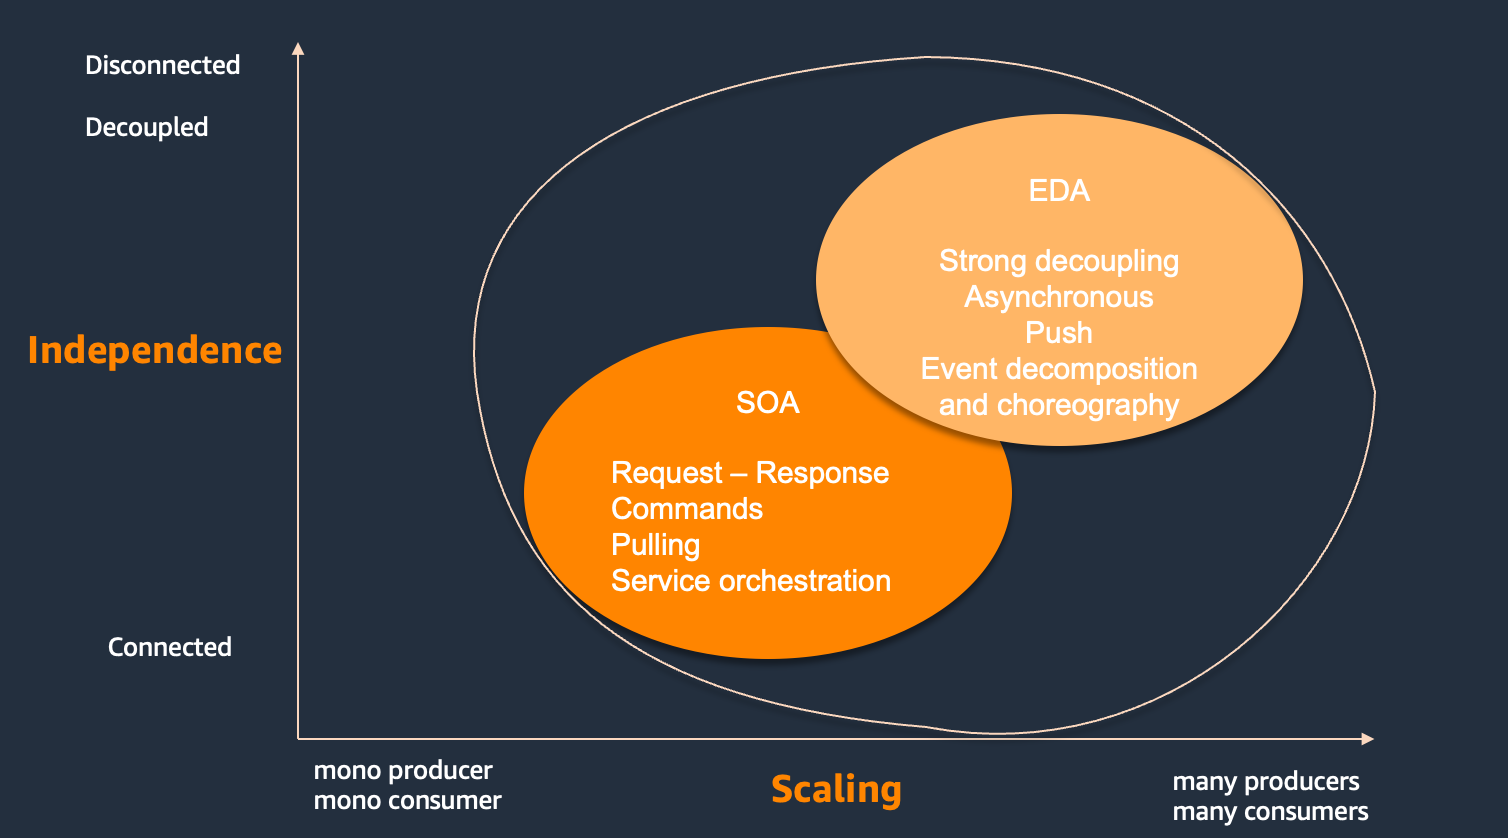 Disconnected
Decoupled
Independence
Connected
EDA
Strong decoupling
Asynchronous
Push
Event decomposition
and choreography
SOA
Request – Response
Commands
Pulling
Service orchestration
mono producer
mono consumer
Scaling
many producers
many consumers